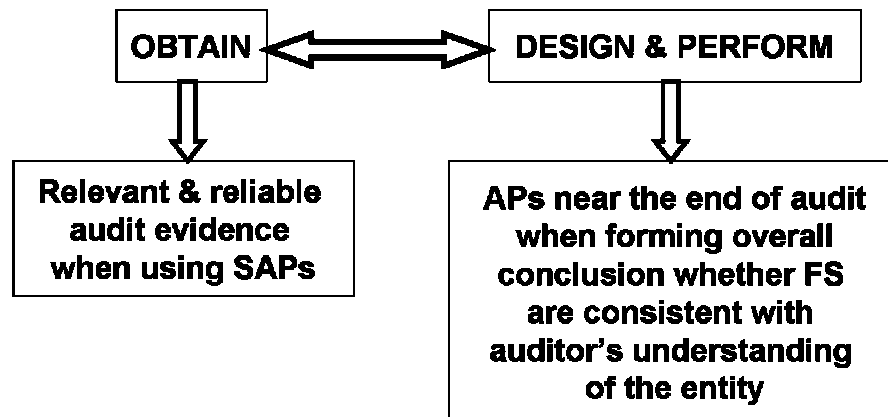 OBTAIN
DESIGN & PERFORM
Relevant & reliable
audit evidence
when using SAPs
APs near the end of audit
when forming overall
conclusion whether FS
are consistent with
auditor's understanding
of the entity